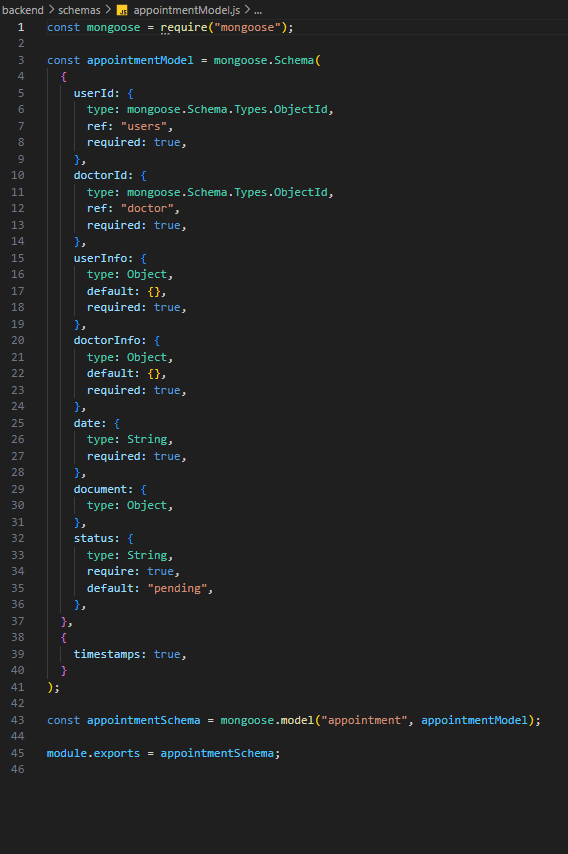 backend > schemas > JS appointmentModel.js > ...
1 const mongoose = require("mongoose");
2
3 const appointmentModel = mongoose.Schema(
4 {
5 userId: {
6 type: mongoose.Schema.Types.ObjectId,
7 ref: "users",
8 required: true,
9 },
10 doctorId: {
11 type: mongoose.Schema.Types.ObjectId,
12 ref: "doctor",
13 required: true,
14 },
15 userInfo: {
16 type: Object,
17 default: {},
18 required: true,
19 },
20 doctorInfo: {
21 type: Object,
22 default: {},
23 required: true,
24 },
25 date: {
26 type: String,
27 required: true,
28 },
29 document: {
30 type: Object,
31 },
32 status: {
33 type: String,
34 require: true,
35 default: "pending",
36 },
37 },
38 {
39 timestamps: true,
40 }
41 );
42
43 const appointmentSchema = mongoose.model("appointment", appointmentModel);
44
45 module.exports = appointmentSchema;
46